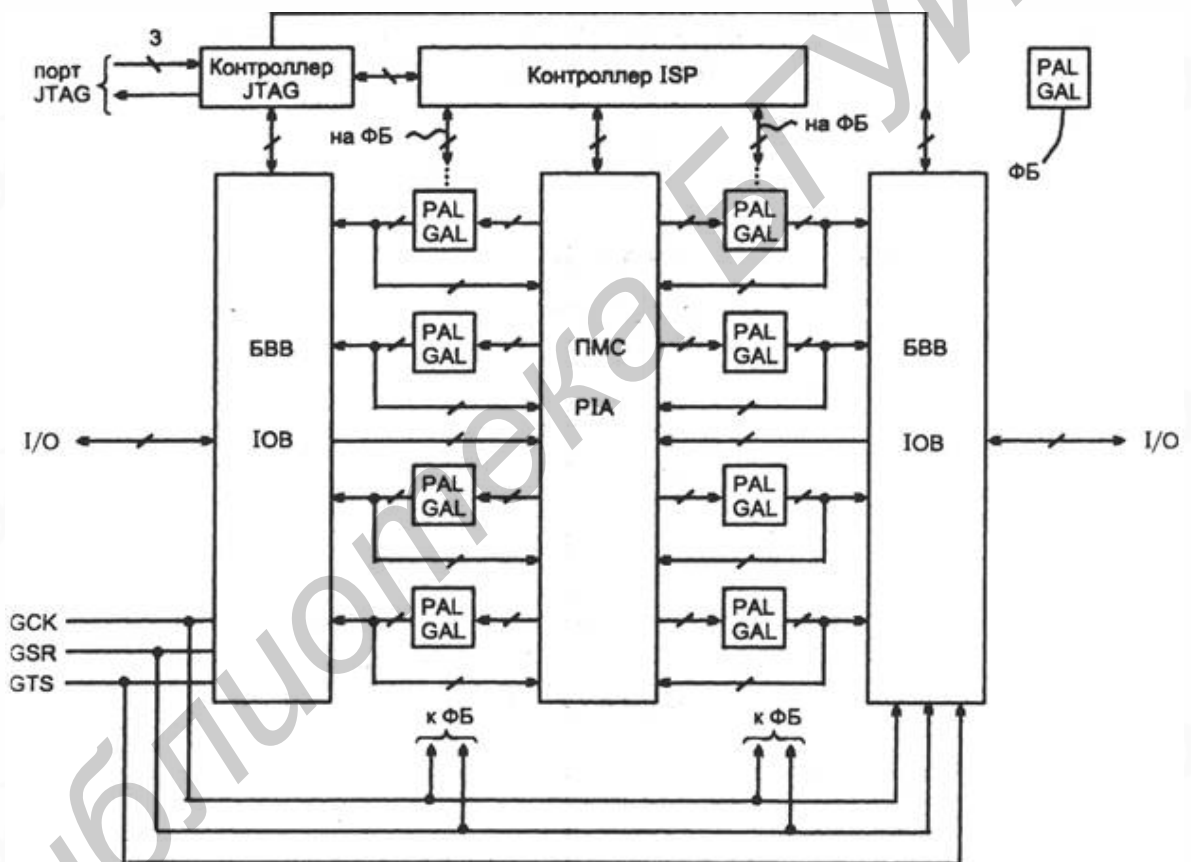 3
порт
JTAG
Контроллер
JTAG
Контроллер ISP
PAL
GAL
ФБ
на ФБ
на ФБ
PAL
GAL
PAL
GAL
БВВ
IOB
PAL
GAL
ПМС
PIA
PAL
GAL
БВВ
IOB
I/O
I/O
PAL
GAL
PAL
GAL
PAL
GAL
PAL
GAL
GCK
GSR
GTS
к ФБ
к ФБ
блиотека БГУИ